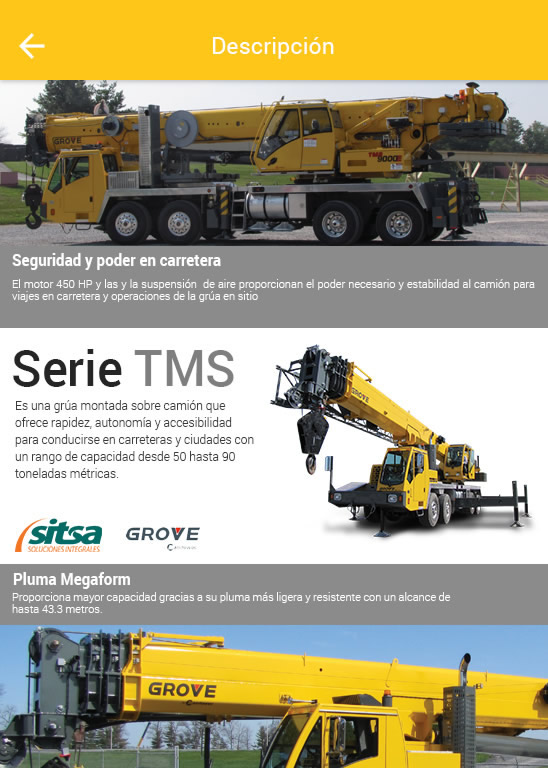 Descripción
GROVE
TMS
9000E
Seguridad y poder en carretera
El motor 450 HP y las y la suspensión de aire proporcionan el poder necesario y estabilidad al camión para
viajes en carretera y operaciones de la grúa en sitio
Serie TMS
Es una grúa montada sobre camión que
ofrece rapidez, autonomía y accesibilidad
para conducirse en carreteras y ciudades con
un rango de capacidad desde 50 hasta 90
toneladas métricas.
GROVE
sitsa
SOLUCIONES INTEGRALES
GROVE
Pluma Megaform
Proporciona mayor capacidad gracias a su pluma más ligera y resistente con un alcance de
hasta 43.3 metros.
GROVE